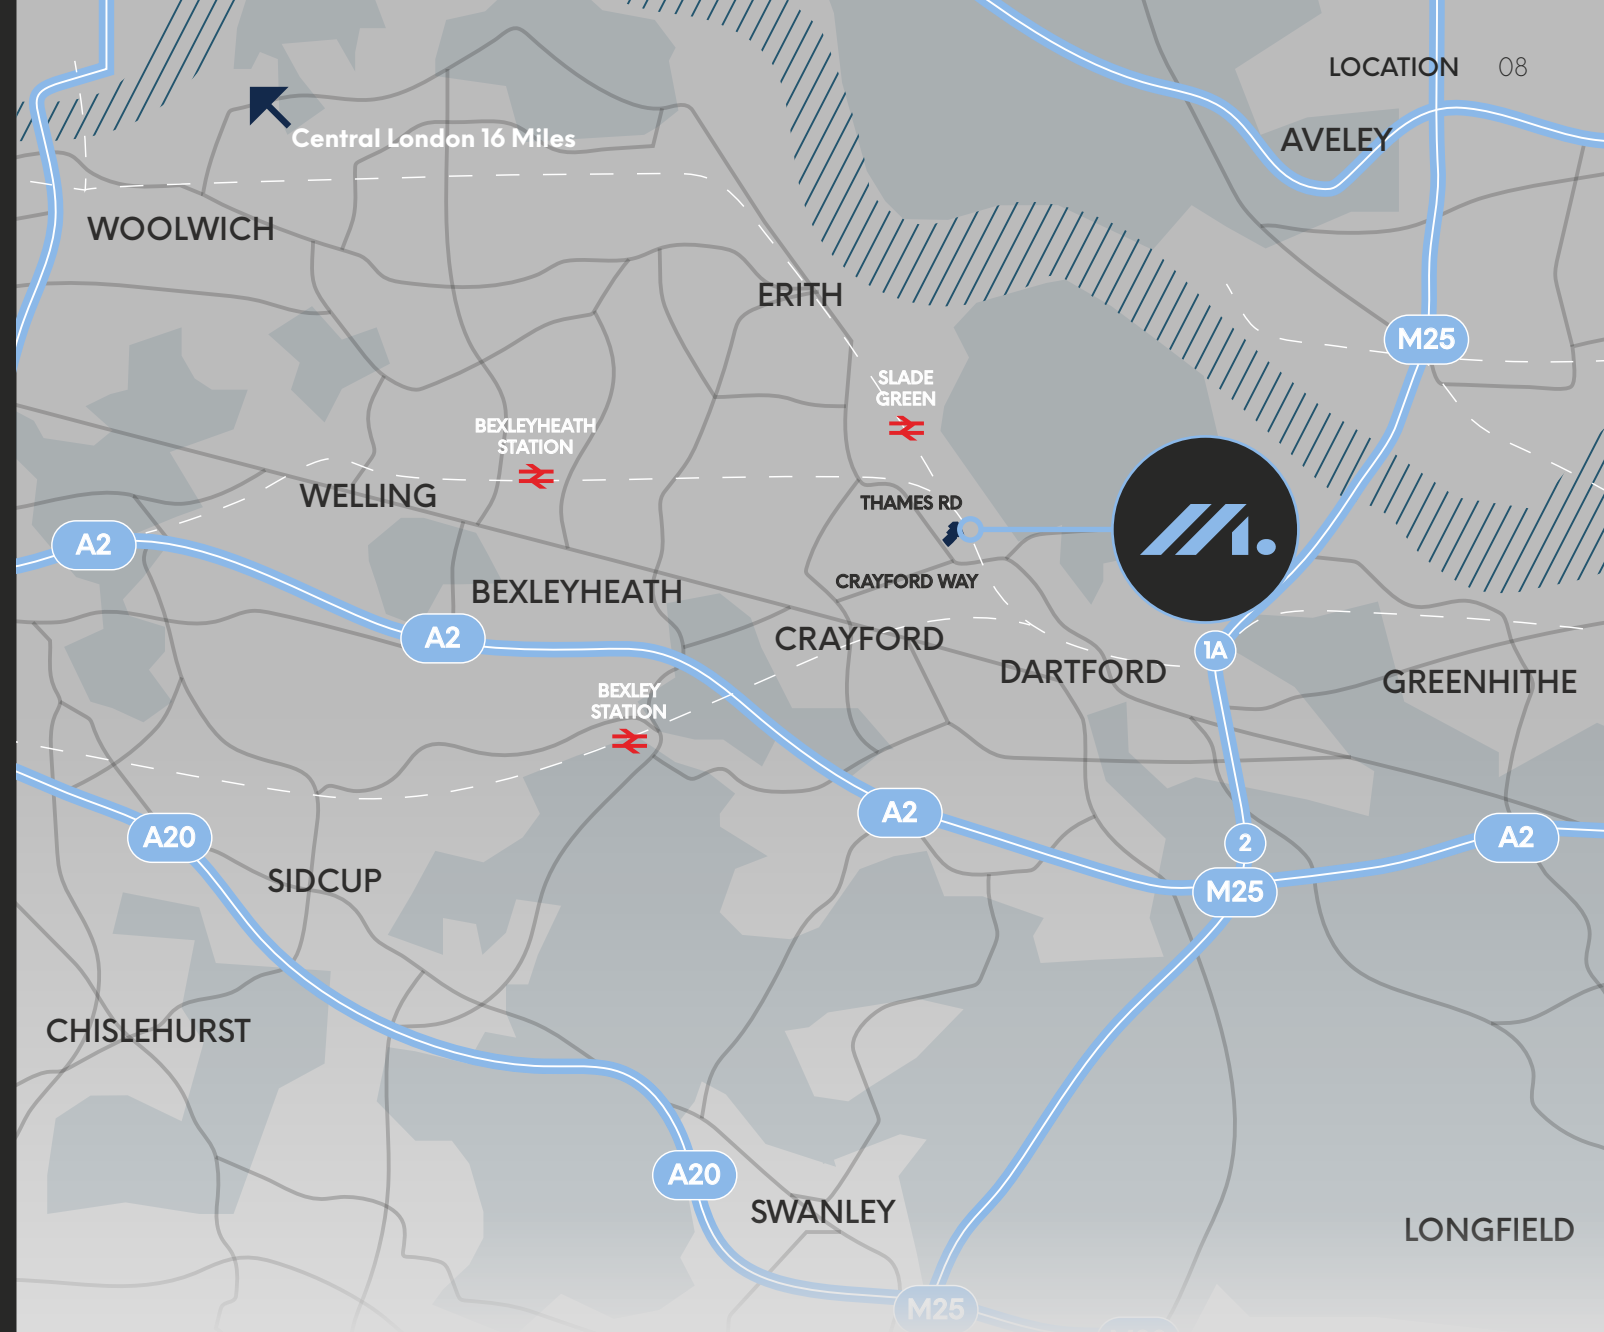 LOCATION 08
AVELEY
Central London 16 Miles
WOOLWICH
ERITH
M25
SLADE
GREEN
BEXLEYHEATH
STATION
WELLING
THAMES RD
A2
CRAYFORD WAY
BEXLEYHEATH
A2
CRAYFORD
1A
DARTFORD
GREENHITHE
BEXLEY
STATION
A2
A20
A2
2
SIDCUP
M25
CHISLEHURST
A20
SWANLEY
LONGFIELD
M25